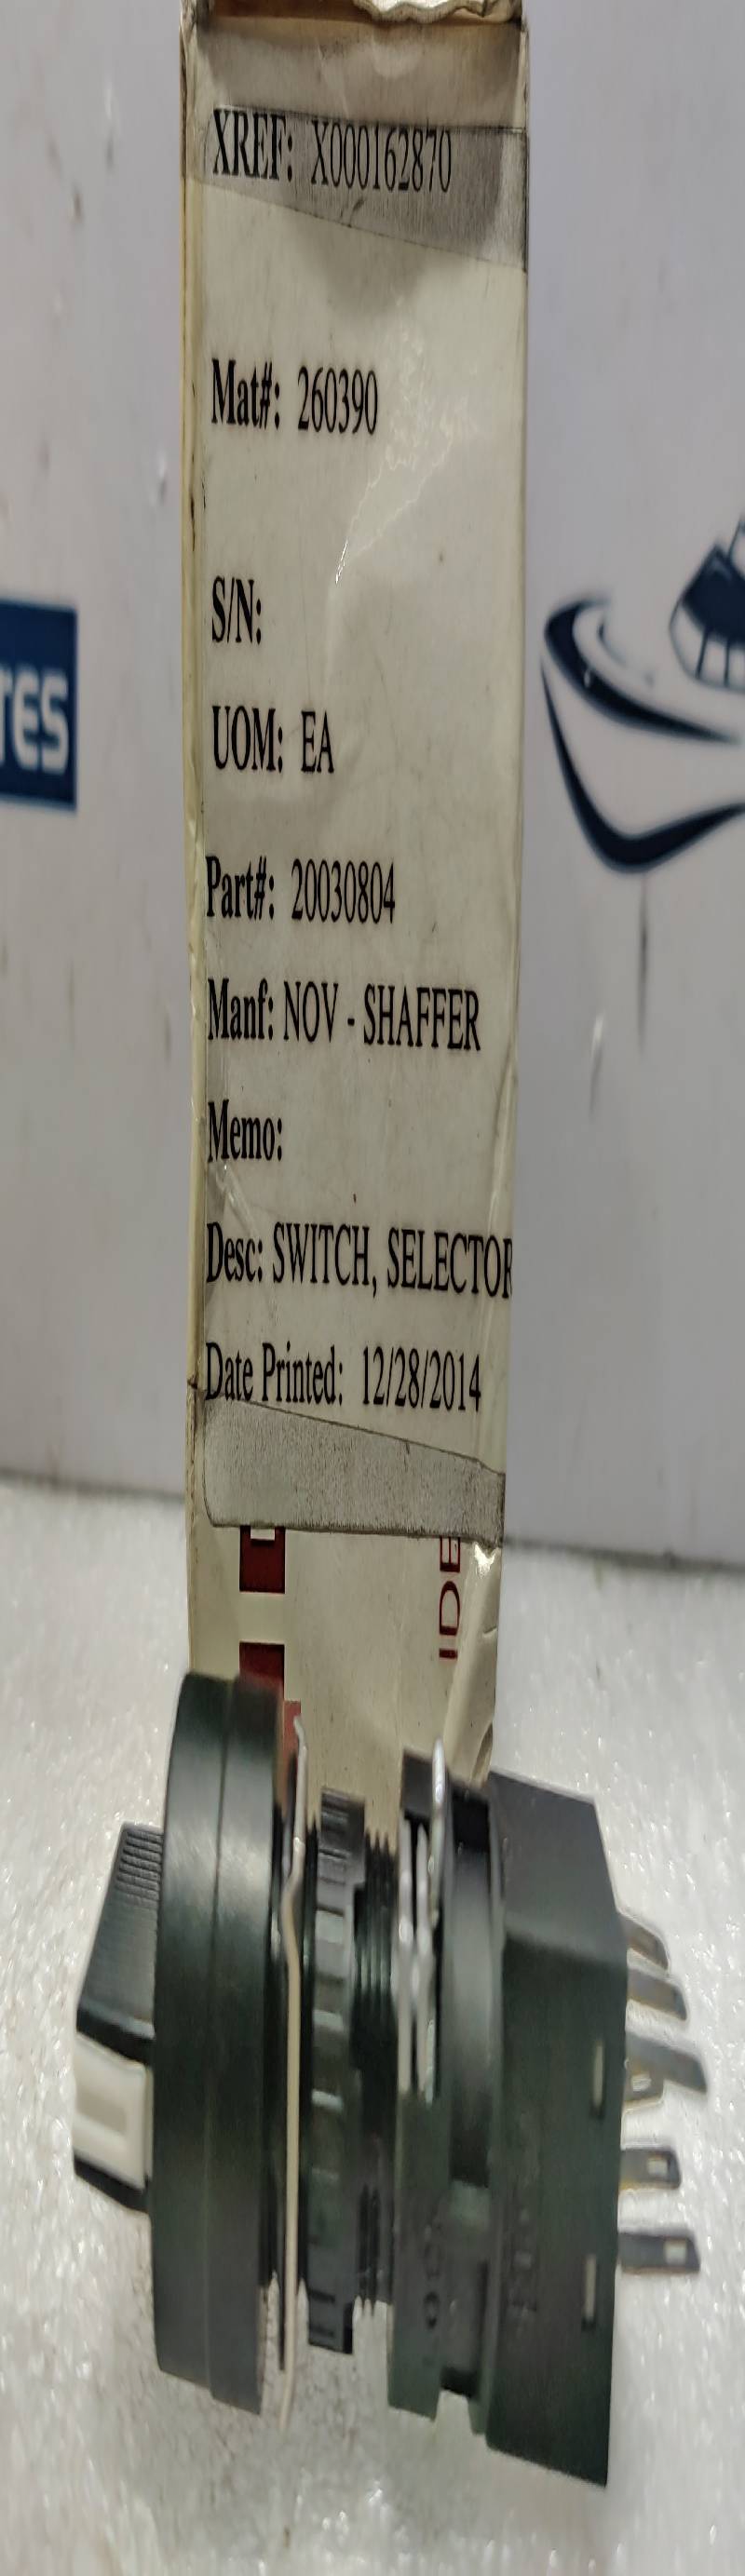 XREF: X000162870
Mat#: 260390
S/N:
UOM: EA
Part#: 20030804
Manf: NOV - SHAFFER
Memo:
Desc: SWITCH, SELECTOR
Date Printed: 12/28/2014
IDE